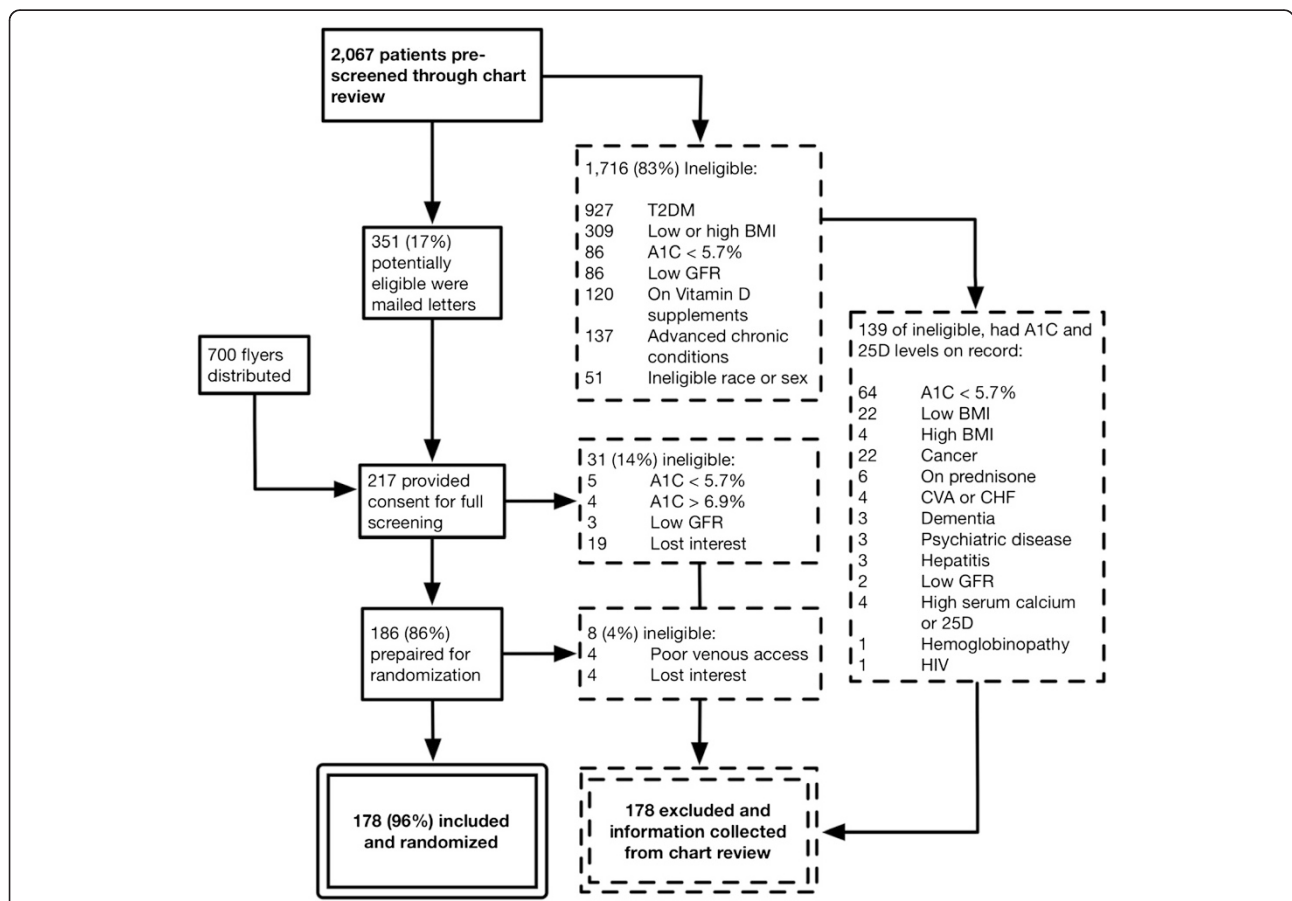 2,067 patients pre-
screened through chart
review
1,716 (83%) Ineligible:
927 T2DM
309 Low or high BMI
86 A1C < 5.7%
86 Low GFR
120 On Vitamin D
supplements
137 Advanced chronic
conditions
51 Ineligible race or sex
351 (17%)
potentially
eligible were
mailed letters
700 flyers
distributed
139 of ineligible, had A1C and
25D levels on record:
64 A1C < 5.7%
22 Low BMI
4 High BMI
22 Cancer
6 On prednisone
4 CVA or CHF
3 Dementia
3 Psychiatric disease
3 Hepatitis
2 Low GFR
4 High serum calcium
or 25D
1 Hemoglobinopathy
1 HIV
217 provided
consent for full
screening
31 (14%) ineligible:
5 A1C < 5.7%
4 A1C > 6.9%
3 Low GFR
19 Lost interest
186 (86%)
prepaired for
randomization
8 (4%) ineligible:
4 Poor venous access
4 Lost interest
178 (96%) included
and randomized
178 excluded and
information collected
from chart review